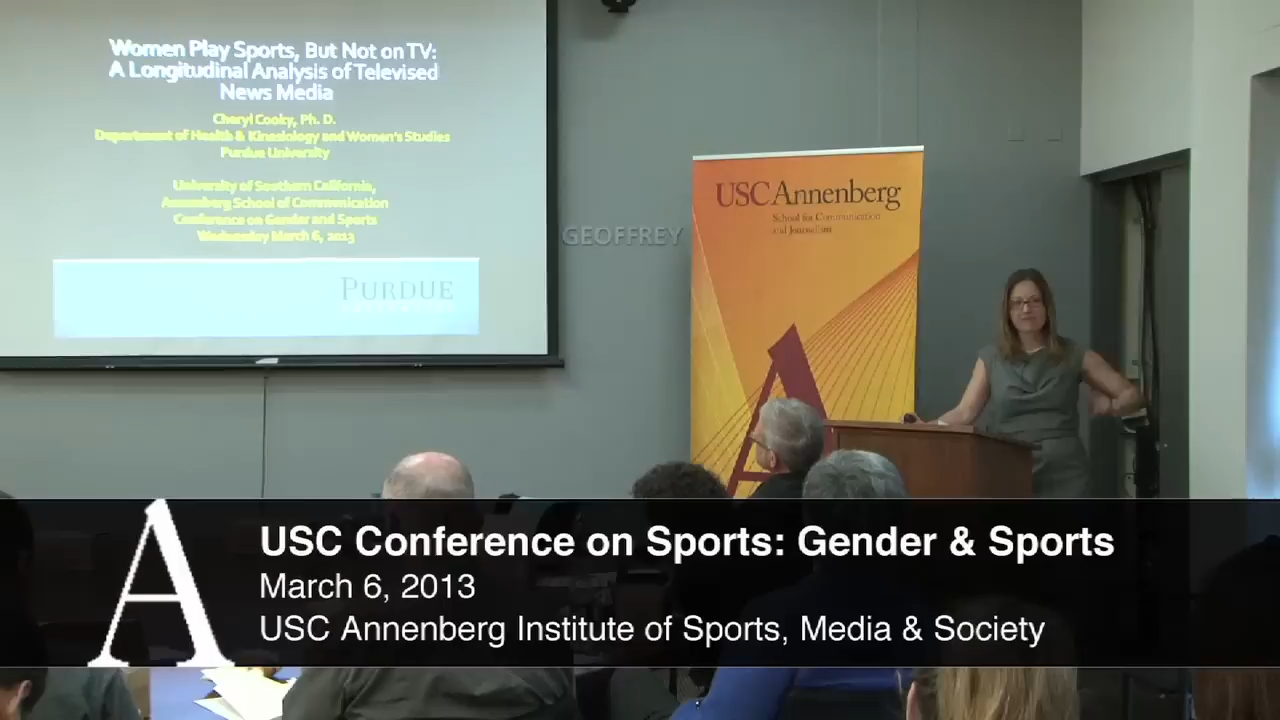 Women Play Sports, But Not on TV:
A Longitudinal Analysis of Televised
News Media
Cheryl Cooky, Ph. D.
Department of Health & Kinesiology and Women's Studies
Purdue University
University of Southern California,
Annenberg School of Communication
Conference on Gender and Sports
Wednesday March 6, 2013
PURDUE
GEOFFREY
USC Annenberg
School for Communication
and Journalism
A
USC Conference on Sports: Gender & Sports
March 6, 2013
USC Annenberg Institute of Sports, Media & Society